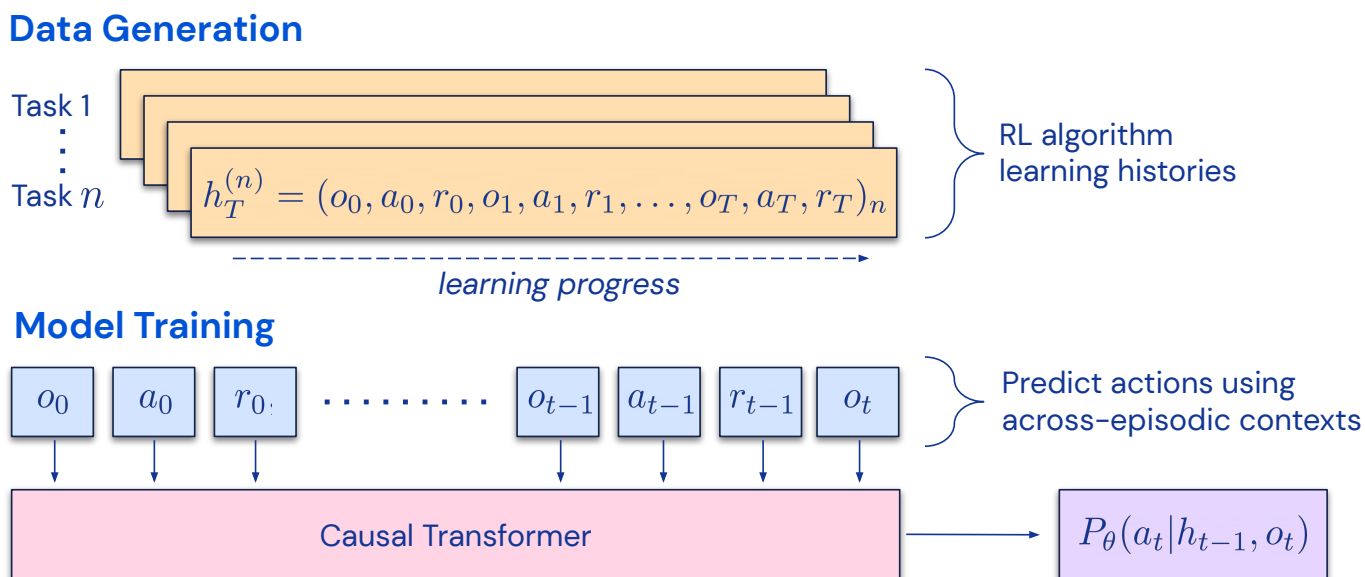 Data Generation
Task 1
Task n
h_T^{(n)} = (o_0, a_0, r_0, o_1, a_1, r_1, . . . , o_T, a_T, r_T)_n
RL algorithm
learning histories
learning progress
Model Training
o_0 a_0 r_0 ......... o_{t-1} a_{t-1} r_{t-1} o_t
Predict actions using
across-episodic contexts
Causal Transformer
P_θ(a_t|h_{t-1}, o_t)